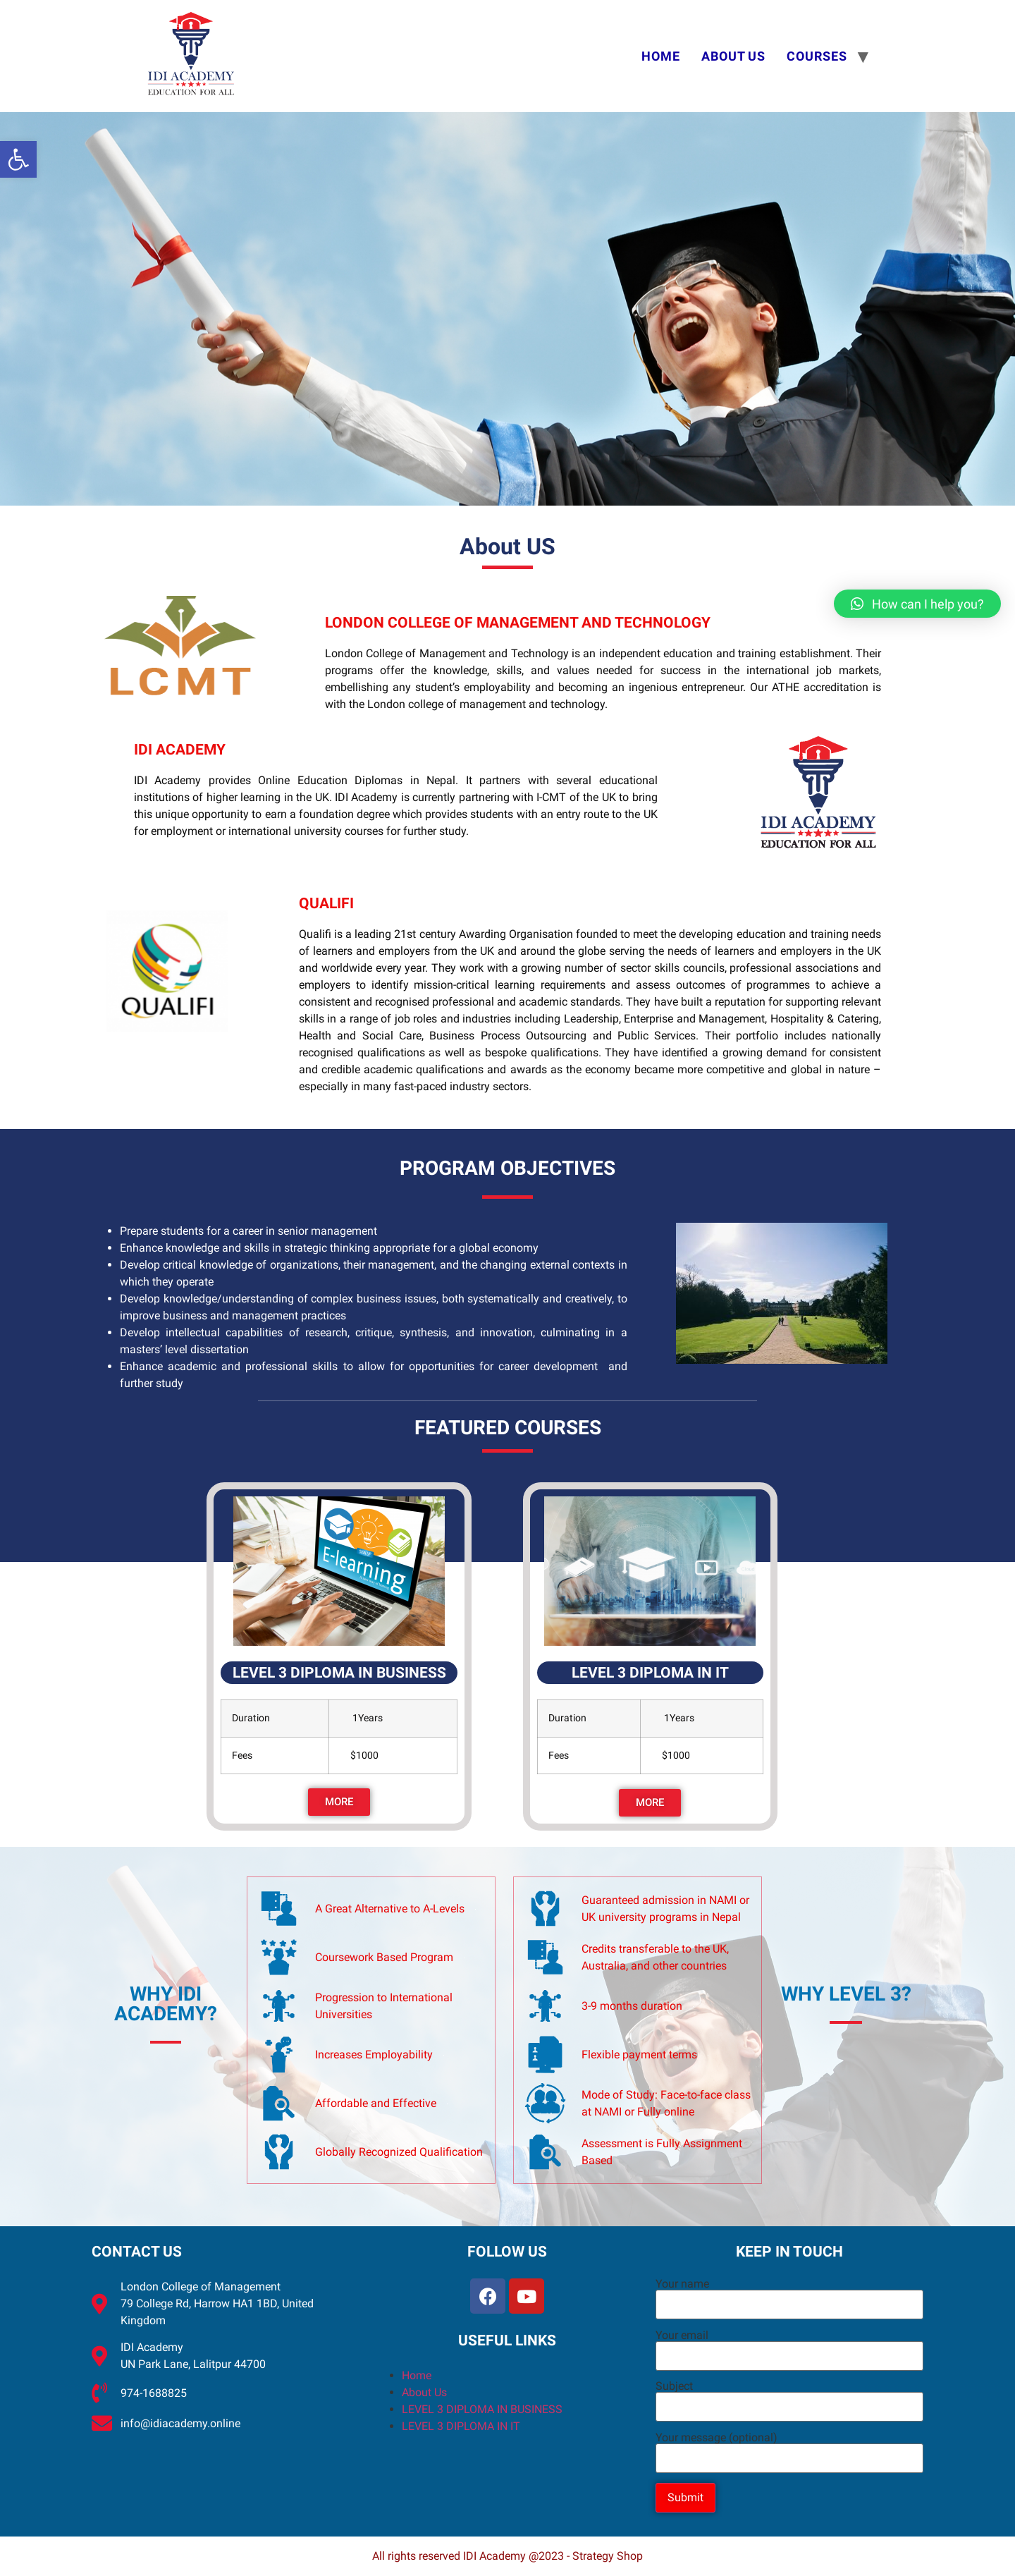 IDI ACADEMY
EDUCATION FOR ALL
HOME
ABOUT US
COURSES
About US
How can I help you?
LCMT
LONDON COLLEGE OF MANAGEMENT AND TECHNOLOGY
London College of Management and Technology is an independent education and training establishment. Their
programs offer the knowledge, skills, and values needed for success in the international job markets,
embellishing any student's employability and becoming an ingenious entrepreneur. Our ATHE accreditation is
with the London college of management and technology.
IDI ACADEMY
IDI Academy provides Online Education Diplomas in Nepal. It partners with several educational
institutions of higher learning in the UK. IDI Academy is currently partnering with I-CMT of the UK to bring
this unique opportunity to earn a foundation degree which provides students with an entry route to the UK
for employment or international university courses for further study.
IDI ACADEMY
EDUCATION FOR ALL
QUALIFI
QUALIFI
Qualifi is a leading 21st century Awarding Organisation founded to meet the developing education and training needs
of learners and employers from the UK and around the globe serving the needs of learners and employers in the UK
and worldwide every year. They work with a growing number of sector skills councils, professional associations and
employers to identify mission-critical learning requirements and assess outcomes of programmes to achieve a
consistent and recognised professional and academic standards. They have built a reputation for supporting relevant
skills in a range of job roles and industries including Leadership, Enterprise and Management, Hospitality & Catering,
Health and Social Care, Business Process Outsourcing and Public Services. Their portfolio includes nationally
recognised qualifications as well as bespoke qualifications. They have identified a growing demand for consistent
and credible academic qualifications and awards as the economy became more competitive and global in nature –
especially in many fast-paced industry sectors.
PROGRAM OBJECTIVES
• Prepare students for a career in senior management
• Enhance knowledge and skills in strategic thinking appropriate for a global economy
• Develop critical knowledge of organizations, their management, and the changing external contexts in
which they operate
• Develop knowledge/understanding of complex business issues, both systematically and creatively, to
improve business and management practices
• Develop intellectual capabilities of research, critique, synthesis, and innovation, culminating in a
masters' level dissertation
• Enhance academic and professional skills to allow for opportunities for career development and
further study
FEATURED COURSES
E-learning
LEVEL 3 DIPLOMA IN BUSINESS
Duration 1Years
Fees $1000
MORE
LEVEL 3 DIPLOMA IN IT
Duration 1Years
Fees $1000
MORE
WHY IDI
ACADEMY?
A Great Alternative to A-Levels
Coursework Based Program
Progression to International
Universities
Increases Employability
Affordable and Effective
Globally Recognized Qualification
Guaranteed admission in NAMI or
UK university programs in Nepal
Credits transferable to the UK,
Australia, and other countries
3-9 months duration
Flexible payment terms
Mode of Study: Face-to-face class
at NAMI or Fully online
Assessment is Fully Assignment
Based
WHY LEVEL 3?
CONTACT US
London College of Management
79 College Rd, Harrow HA1 1BD, United
Kingdom
IDI Academy
UN Park Lane, Lalitpur 44700
974-1688825
info@idiacademy.online
FOLLOW US
USEFUL LINKS
• Home
• About Us
• LEVEL 3 DIPLOMA IN BUSINESS
• LEVEL 3 DIPLOMA IN IT
KEEP IN TOUCH
Your name
Your email
Subject
Your message (optional)
Submit
All rights reserved IDI Academy @2023 - Strategy Shop